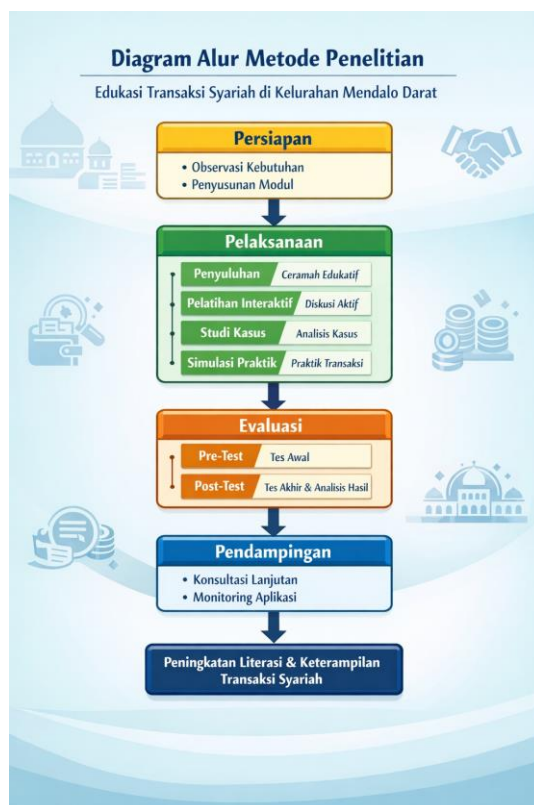 Diagram Alur Metode Penelitian
Edukasi Transaksi Syariah di Kelurahan Mendalo Darat
Persiapan
• Observasi Kebutuhan
• Penyusunan Modul
Pelaksanaan
Penyuluhan Ceramah Edukatif
Pelatihan Interaktif Diskusi Aktif
Studi Kasus Analisis Kasus
Simulasi Praktik Praktik Transaksi
Evaluasi
Pre-Test Tes Awal
Post-Test Tes Akhir & Analisis Hasil
Pendampingan
• Konsultasi Lanjutan
• Monitoring Aplikasi
Peningkatan Literasi & Keterampilan
Transaksi Syariah